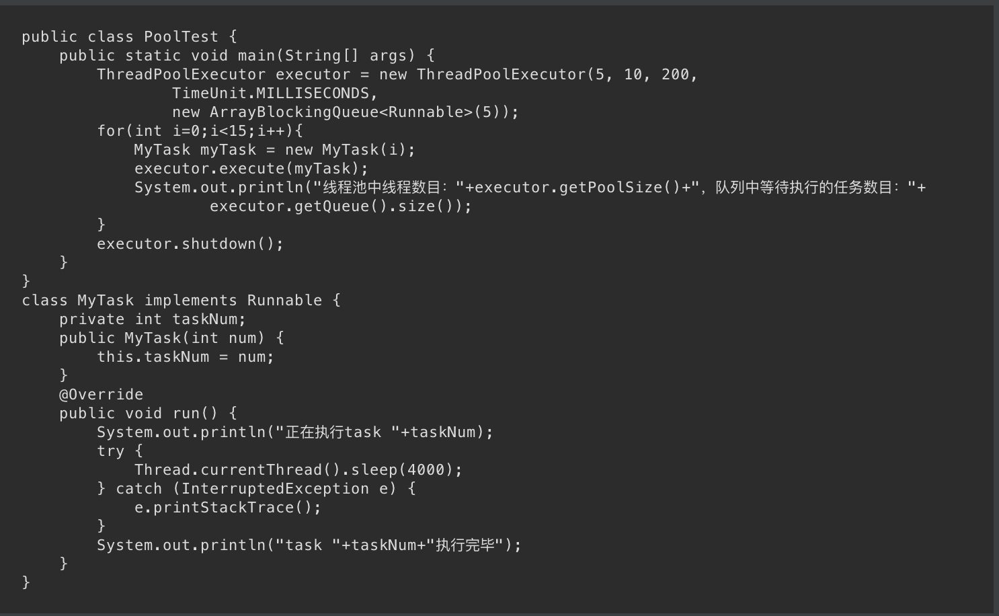 public class PoolTest {
    public static void main(String[] args) {
        ThreadPoolExecutor executor = new ThreadPoolExecutor(5, 10, 200,
                TimeUnit.MILLISECONDS,
                new ArrayBlockingQueue<Runnable>(5));
        for(int i=0;i<15;i++){
            MyTask myTask = new MyTask(i);
            executor.execute(myTask);
            System.out.println("线程池中线程数目："+executor.getPoolSize()+"，队列中等待执行的任务数目："+
                    executor.getQueue().size());
        }
        executor.shutdown();
    }
}
class MyTask implements Runnable {
    private int taskNum;
    public MyTask(int num) {
        this.taskNum = num;
    }
    @Override
    public void run() {
        System.out.println("正在执行task "+taskNum);
        try {
            Thread.currentThread().sleep(4000);
        } catch (InterruptedException e) {
            e.printStackTrace();
        }
        System.out.println("task "+taskNum+"执行完毕");
    }
}